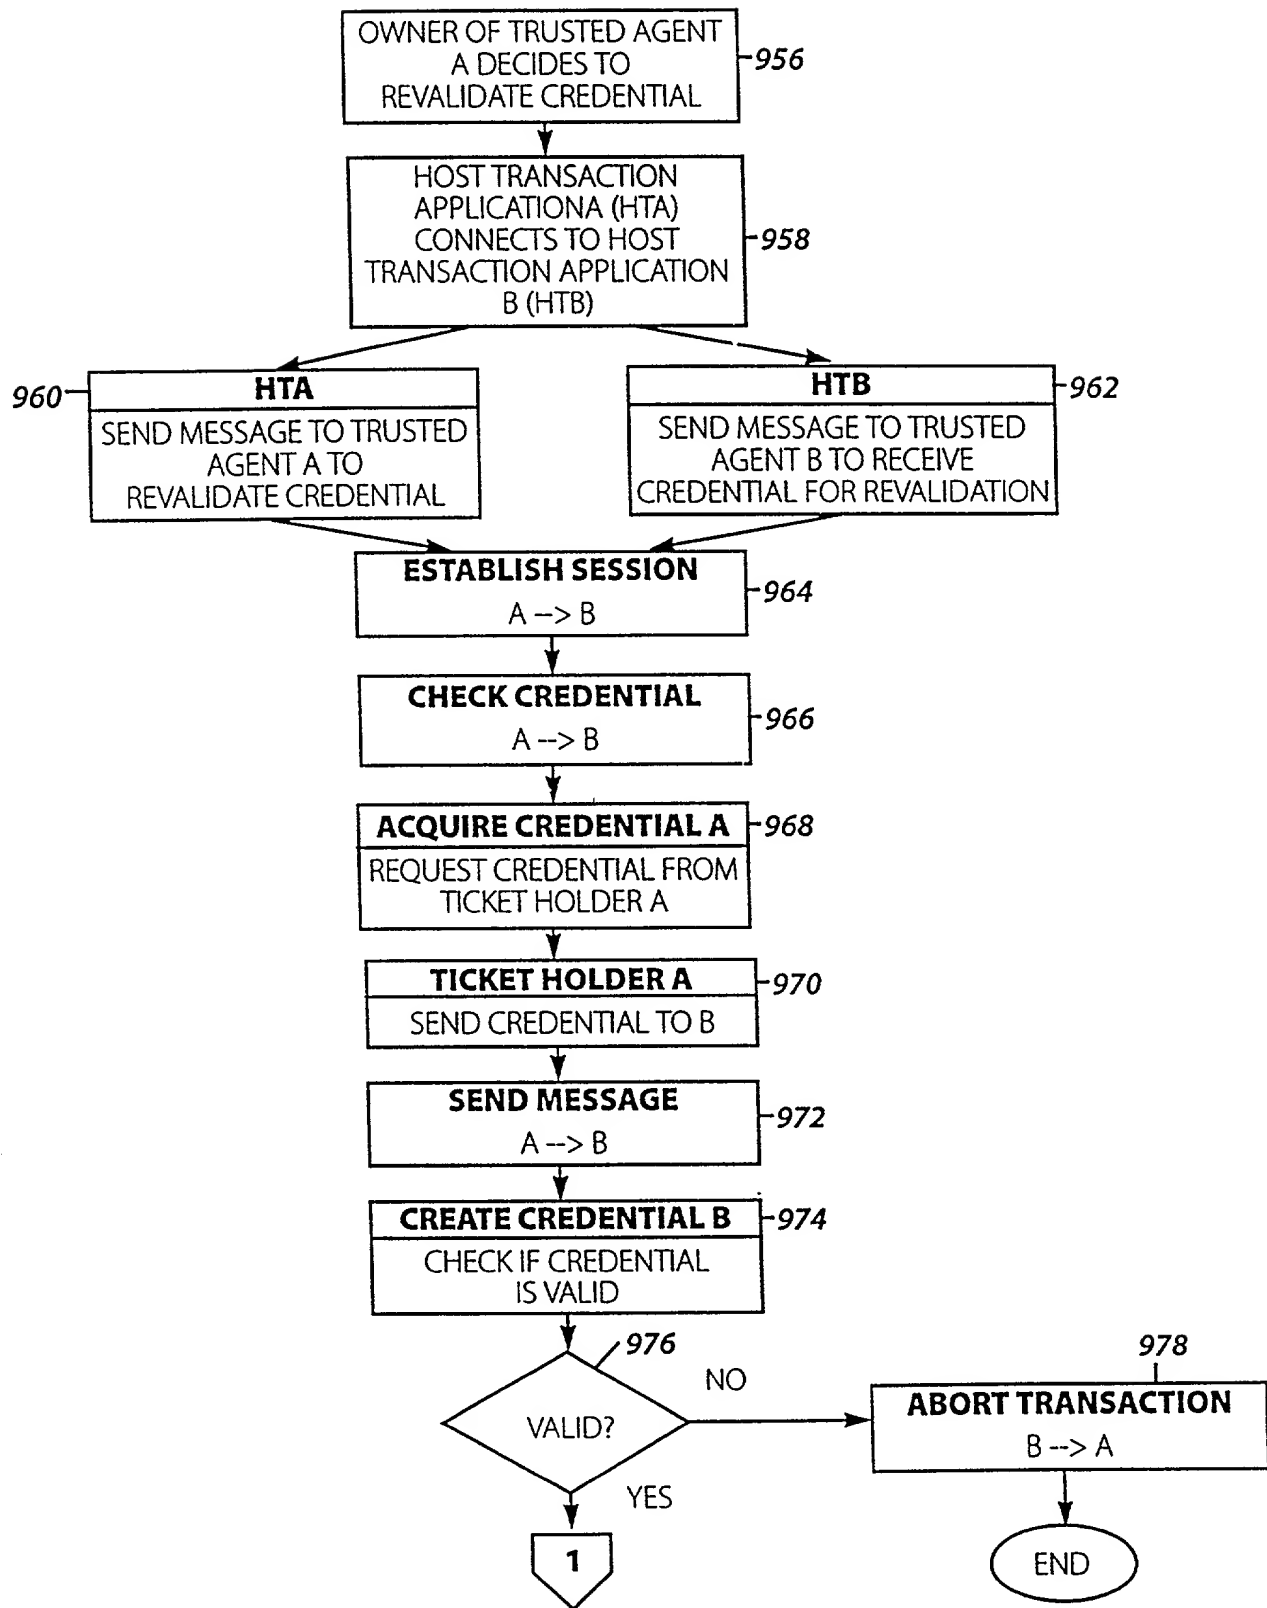 OWNER OF TRUSTED AGENT
A DECIDES TO
REVALIDATE CREDENTIAL
956
HOST TRANSACTION
APPLICATIONA (HTA)
CONNECTS TO HOST
TRANSACTION APPLICATION
B (HTB)
958
960
HTA
SEND MESSAGE TO TRUSTED
AGENT A TO
REVALIDATE CREDENTIAL
HTB
962
SEND MESSAGE TO TRUSTED
AGENT B TO RECEIVE
CREDENTIAL FOR REVALIDATION
ESTABLISH SESSION
A --> B
964
CHECK CREDENTIAL
A --> B
966
ACQUIRE CREDENTIAL A
968
REQUEST CREDENTIAL FROM
TICKET HOLDER A
TICKET HOLDER A
970
SEND CREDENTIAL TO B
SEND MESSAGE
A --> B
972
CREATE CREDENTIAL B
974
CHECK IF CREDENTIAL
IS VALID
976
VALID?
NO
978
ABORT TRANSACTION
B --> A
YES
1
END